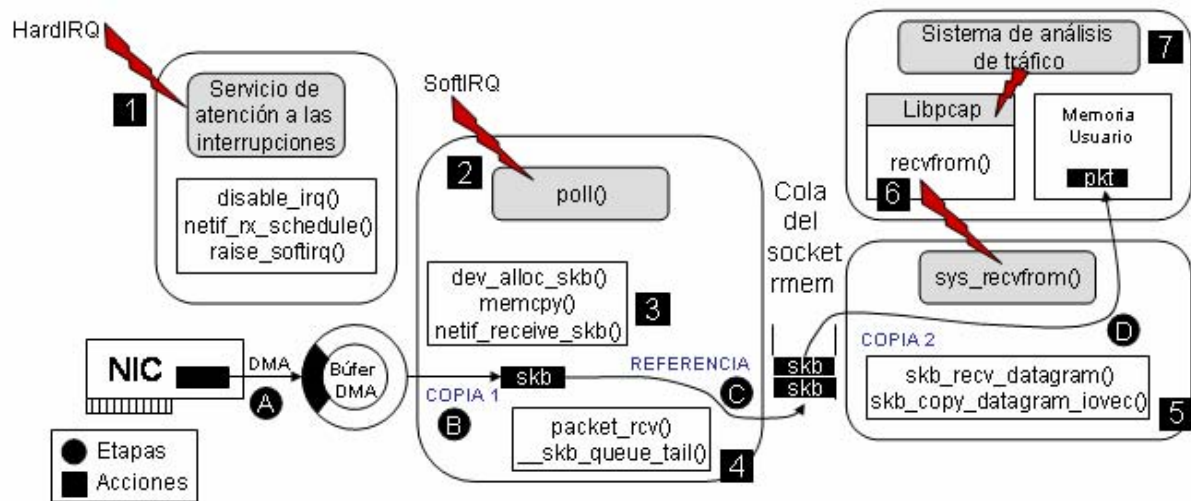 HardIRQ
1
Servicio de
atención a las
interrupciones
disable_irq()
netif_rx_schedule()
raise_softirq()
SoftIRQ
2
poll()
dev_alloc_skb()
memcpy()
netif_receive_skb()
3
NIC
DMA
A
Búfer
DMA
COPIA 1
B
skb
REFERENCIA
C
packet_rcv()
__skb_queue_tail()
4
Cola
del
socket
rmem
skb
skb
Sistema de análisis
de tráfico
7
Libpcap
recvfrom()
6
Memoria
Usuario
pkt
sys_recvfrom()
D
COPIA 2
skb_recv_datagram()
skb_copy_datagram_iovec()
5
Etapas
Acciones